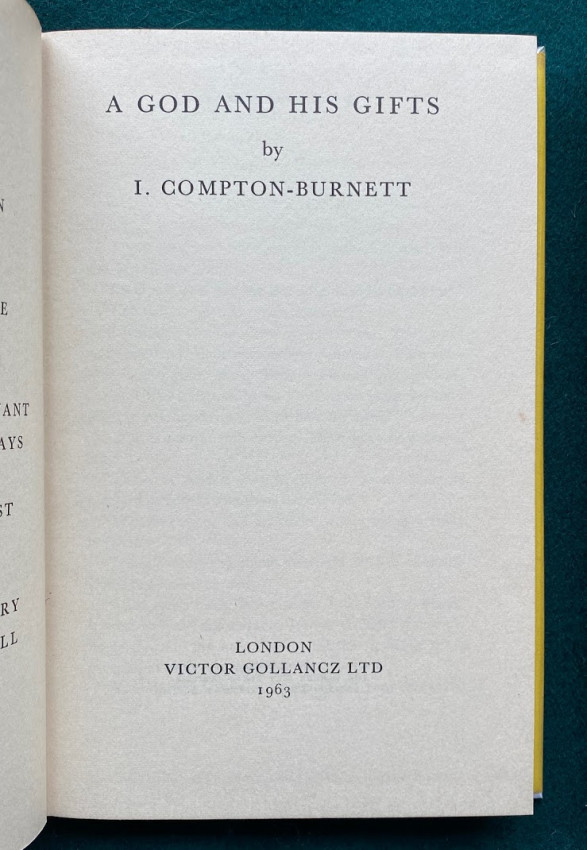 A GOD AND HIS GIFTS
by
I. COMPTON-BURNETT
LONDON
VICTOR GOLLANCZ LTD
1963